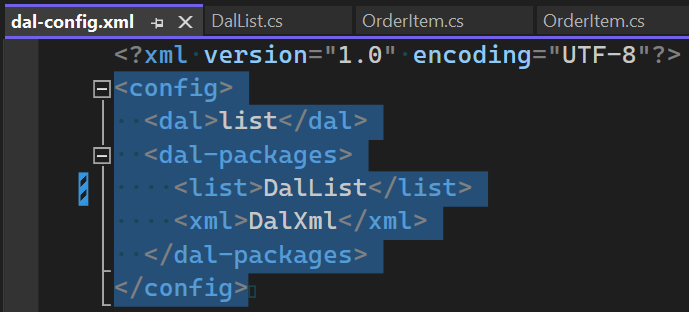 dal-config.xml DalList.cs OrderItem.cs OrderItem.cs
<?xml version="1.0" encoding="UTF-8"?>
<config>
  <dal>list</dal>
  <dal-packages>
    <list>DalList</list>
    <xml>DalXml</xml>
  </dal-packages>
</config>